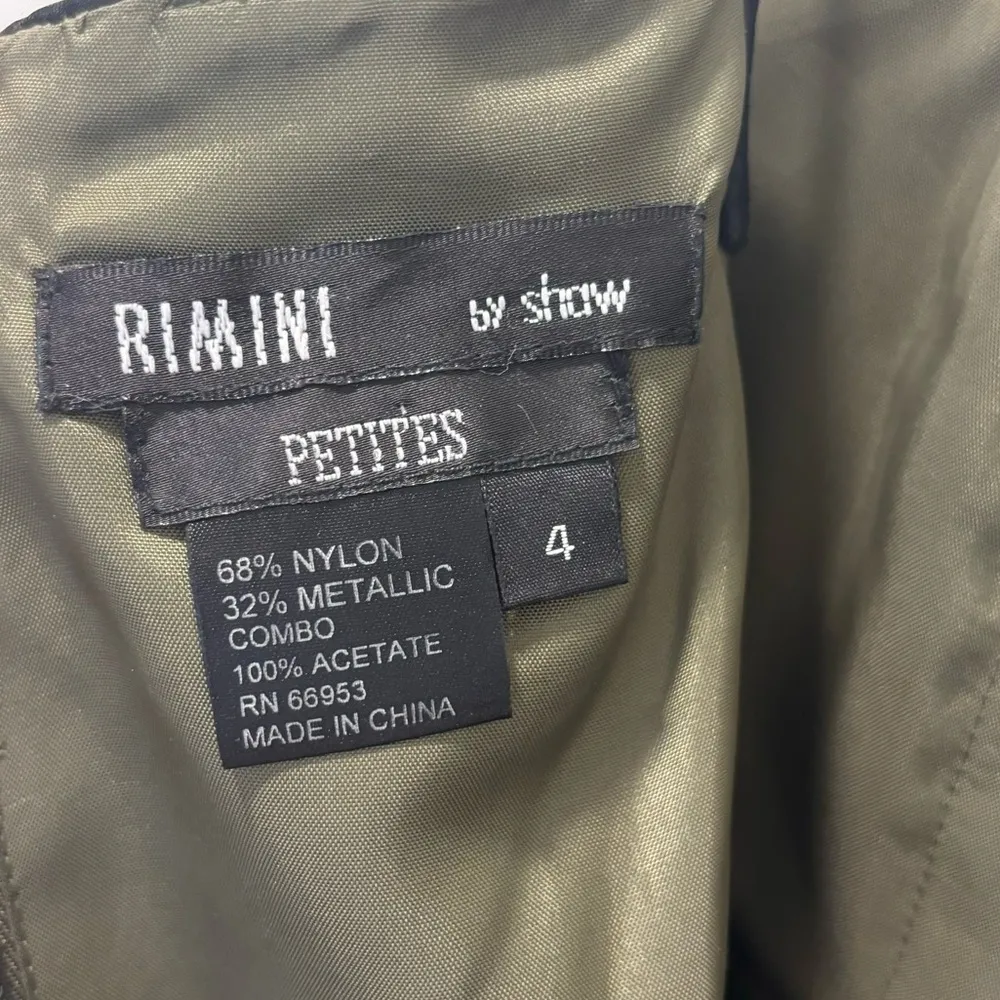 RIMINI by shaw
PETITES
4
68% NYLON
32% METALLIC
COMBO
100% ACETATE
RN 66953
MADE IN CHINA